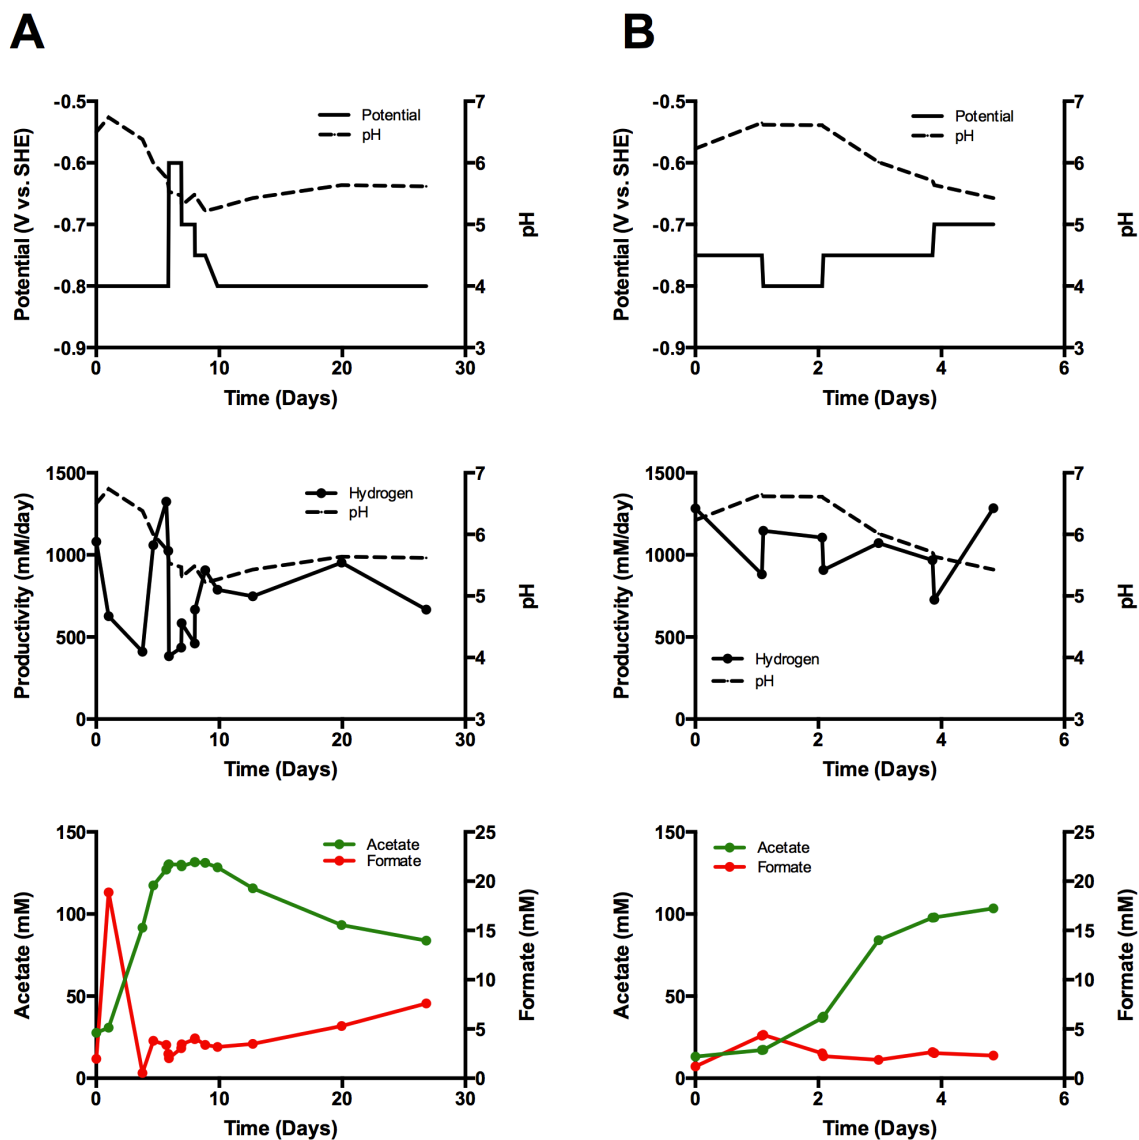 A
B
-0.5
-0.6
-0.7
-0.8
-0.9
Potential (V vs. SHE)
Potential
pH
7
6
5
4
3
pH
0
10
20
30
Time (Days)
-0.5
-0.6
-0.7
-0.8
-0.9
Potential (V vs. SHE)
Potential
pH
7
6
5
4
3
pH
0
2
4
6
Time (Days)
1500
1000
500
0
Productivity (mM/day)
Hydrogen
pH
7
6
5
4
3
pH
0
10
20
30
Time (Days)
1500
1000
500
0
Productivity (mM/day)
Hydrogen
pH
7
6
5
4
3
pH
0
2
4
6
Time (Days)
150
100
50
0
Acetate (mM)
Acetate
Formate
25
20
15
10
5
0
Formate (mM)
0
10
20
30
Time (Days)
150
100
50
0
Acetate (mM)
Acetate
Formate
25
20
15
10
5
0
Formate (mM)
0
2
4
6
Time (Days)